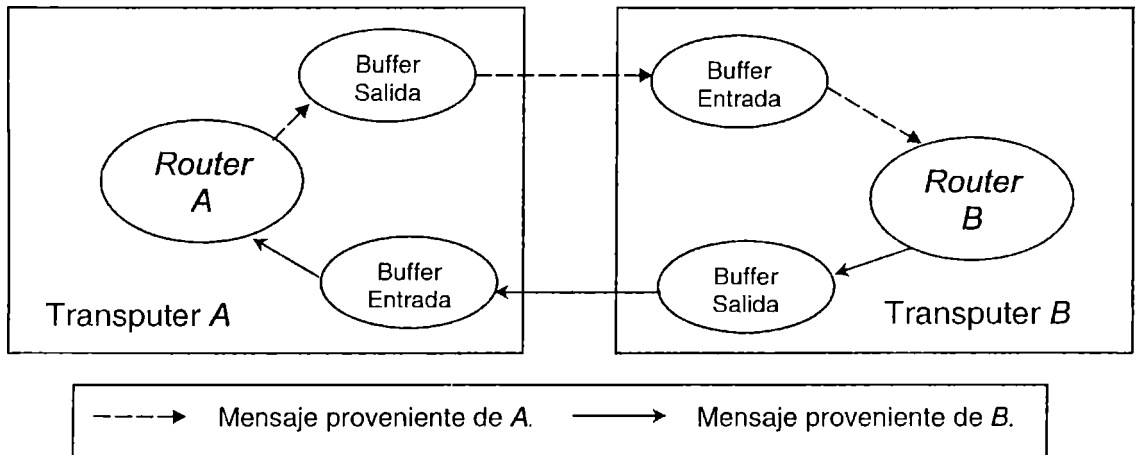 Buffer
Salida
Buffer
Entrada
Router
A
Router
B
Buffer
Entrada
Buffer
Salida
Transputer A
Transputer B
Mensaje proveniente de A.
Mensaje proveniente de B.